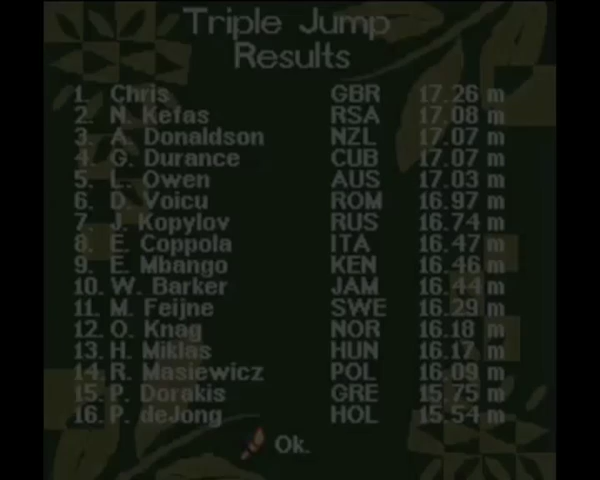 Triple Jump
Results
1. Chris GBR 17.26 m
2. N. Kefas RSA 17.08 m
3. A. Donaldson NZL 17.07 m
4. G. Durance CUB 17.07 m
5. L. Owen AUS 17.03 m
6. D. Voicu ROM 16.97 m
7. J. Kopylov RUS 16.74 m
8. E. Coppola ITA 16.47 m
9. E. Mbango KEN 16.46 m
10. W. Barker JAM 16.44 m
11. M. Feijne SWE 16.29 m
12. O. Knag NOR 16.18 m
13. H. Miklas HUN 16.17 m
14. R. Masiewicz POL 16.09 m
15. P. Dorakis GRE 15.75 m
16. P. deJong HOL 15.54 m
Ok.